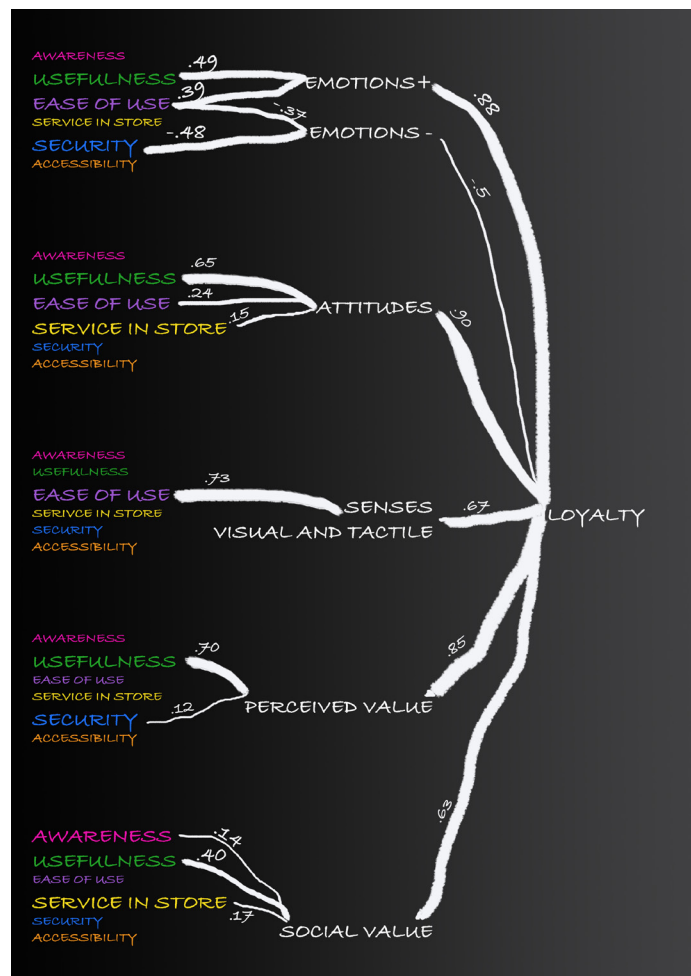 AWARENESS
USEFULNESS
.49
EASE OF USE
.39
EMOTIONS+
.88
SERVICE IN STORE
-.37
SECURITY
-.48
EMOTIONS -
ACCESSIBILITY
-.5
AWARENESS
USEFULNESS
.65
EASE OF USE
.24
SERVICE IN STORE
.15
ATTITUDES
.90
SECURITY
ACCESSIBILITY
AWARENESS
USEFULNESS
EASE OF USE
.73
SERIVCE IN STORE
SECURITY
ACCESSIBILITY
SENSES
VISUAL AND TACTILE
.67
LOYALTY
AWARENESS
USEFULNESS
.70
EASE OF USE
SERVICE IN STORE
SECURITY
.12
ACCESSIBILITY
PERCEIVED VALUE
.85
AWARENESS
.14
USEFULNESS
.40
EASE OF USE
SERVICE IN STORE
.17
SECURITY
ACCESSIBILITY
SOCIAL VALUE
.63